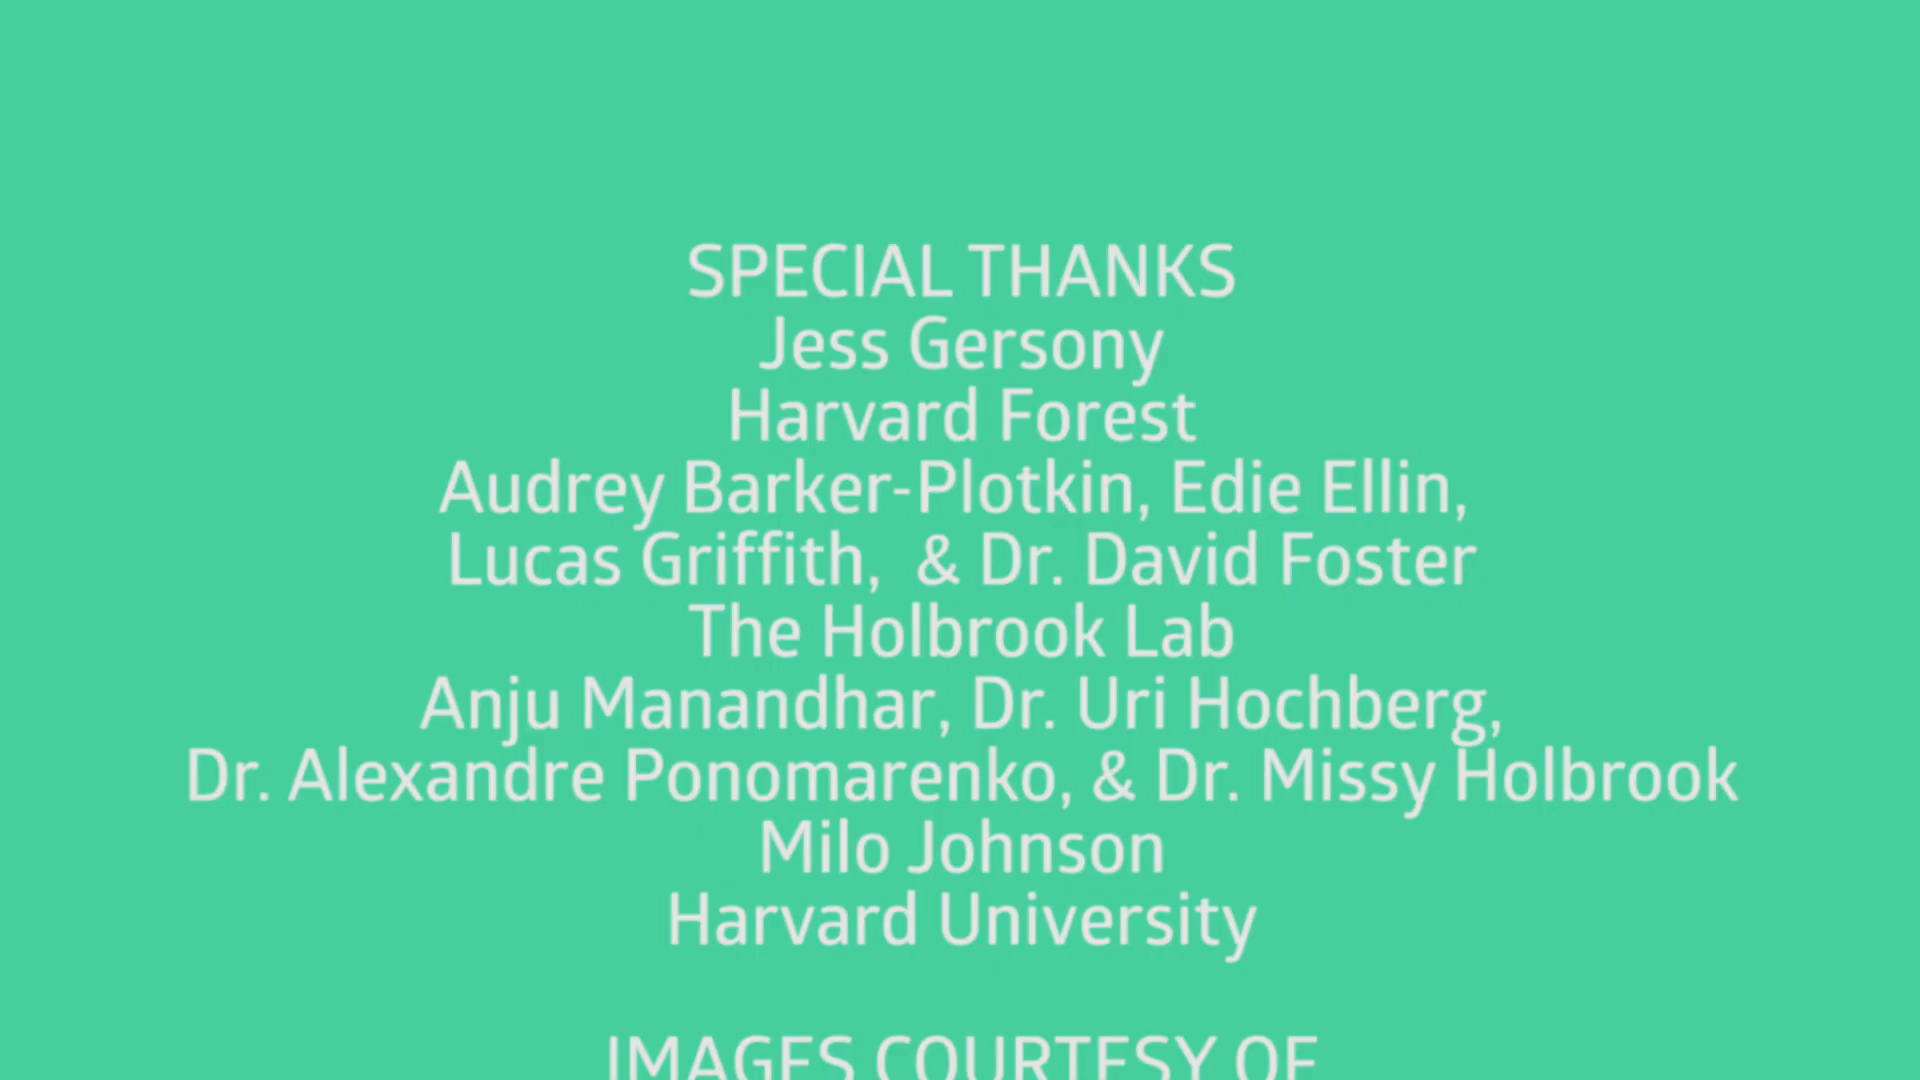 SPECIAL THANKS
Jess Gersony
Harvard Forest
Audrey Barker-Plotkin, Edie Ellin,
Lucas Griffith,  & Dr. David Foster
The Holbrook Lab
Anju Manandhar, Dr. Uri Hochberg,
Dr. Alexandre Ponomarenko, & Dr. Missy Holbrook
Milo Johnson
Harvard University
IMAGES COURTESY OF